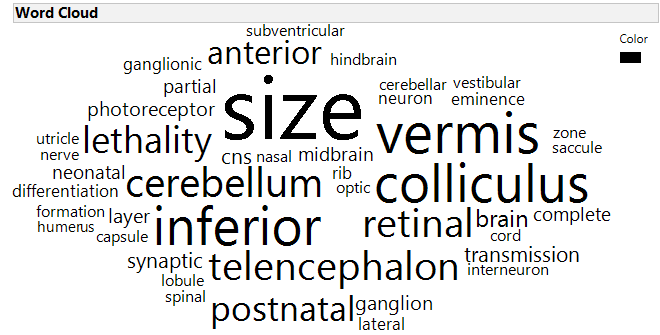 Word Cloud
Color
subventricular
anterior
hindbrain
ganglionic
partial
size
cerebellar
vestibular
neuron
eminence
photoreceptor
lethality
vermis
utricle
nerve
zone
saccule
cns
nasal
midbrain
neonatal
differentiation
cerebellum
rib
optic
colliculus
formation
humerus
layer
capsule
inferior
retinal
brain
complete
cord
synaptic
telencephalon
transmission
interneuron
lobule
spinal
postnatal
ganglion
lateral